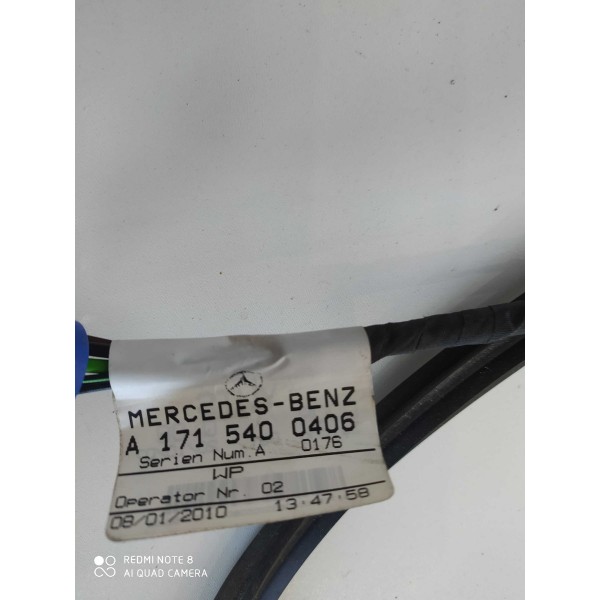 MERCEDES-BENZ
A 171 540 0406
Serien Num.A 0176
WP
Operator Nr. 02
08/01/2010 13:47:58
REDMI NOTE 8
AI QUAD CAMERA